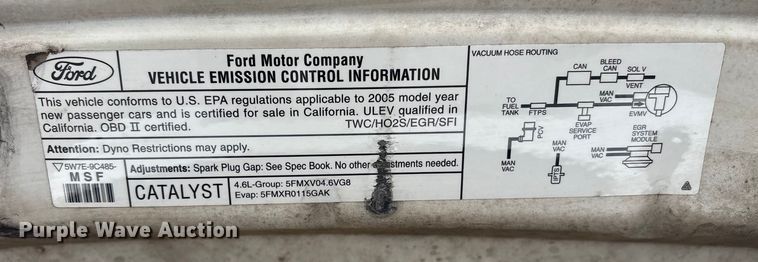 Ford
Ford Motor Company
VEHICLE EMISSION CONTROL INFORMATION
This vehicle conforms to U.S. EPA regulations applicable to 2005 model year
new passenger cars and is certified for sale in California. ULEV qualified in
California. OBD II certified.
TWC/HO2S/EGR/SFI
Attention: Dyno Restrictions may apply.
5W7E-9C485-
MSF
Adjustments: Spark Plug Gap: See Spec Book. No other adjustments needed.
CATALYST
4.6L-Group: 5FMXV04.6VG8
Evap: 5FMXR0115GAK
VACUUM HOSE ROUTING
CAN
BLEED
CAN
SOL V
VENT
TO
FUEL
TANK
FTPS
MAN
VAC
EVMV
EVAP
SERVICE
PORT
PCV
MAN
VAC
FPTS
MAN
VAC
EGR
SYSTEM
MODULE
MAN
VAC
Purple Wave Auction